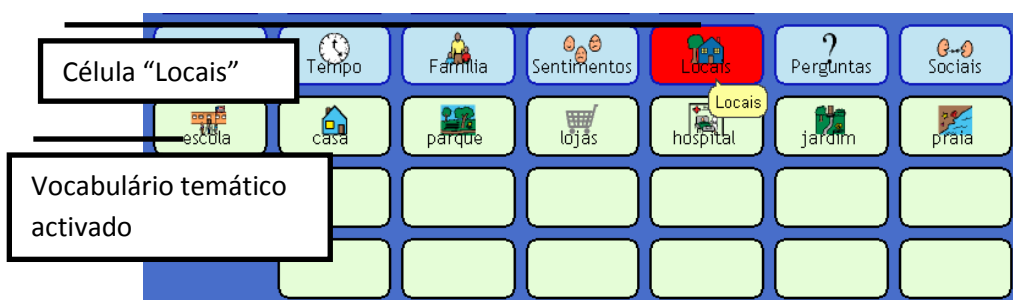 Célula “Locais”
Tempo Família Sentimentos Locais Perguntas Sociais
Locais
escola casa parque lojas hospital jardim praia
Vocabulário temático
activado